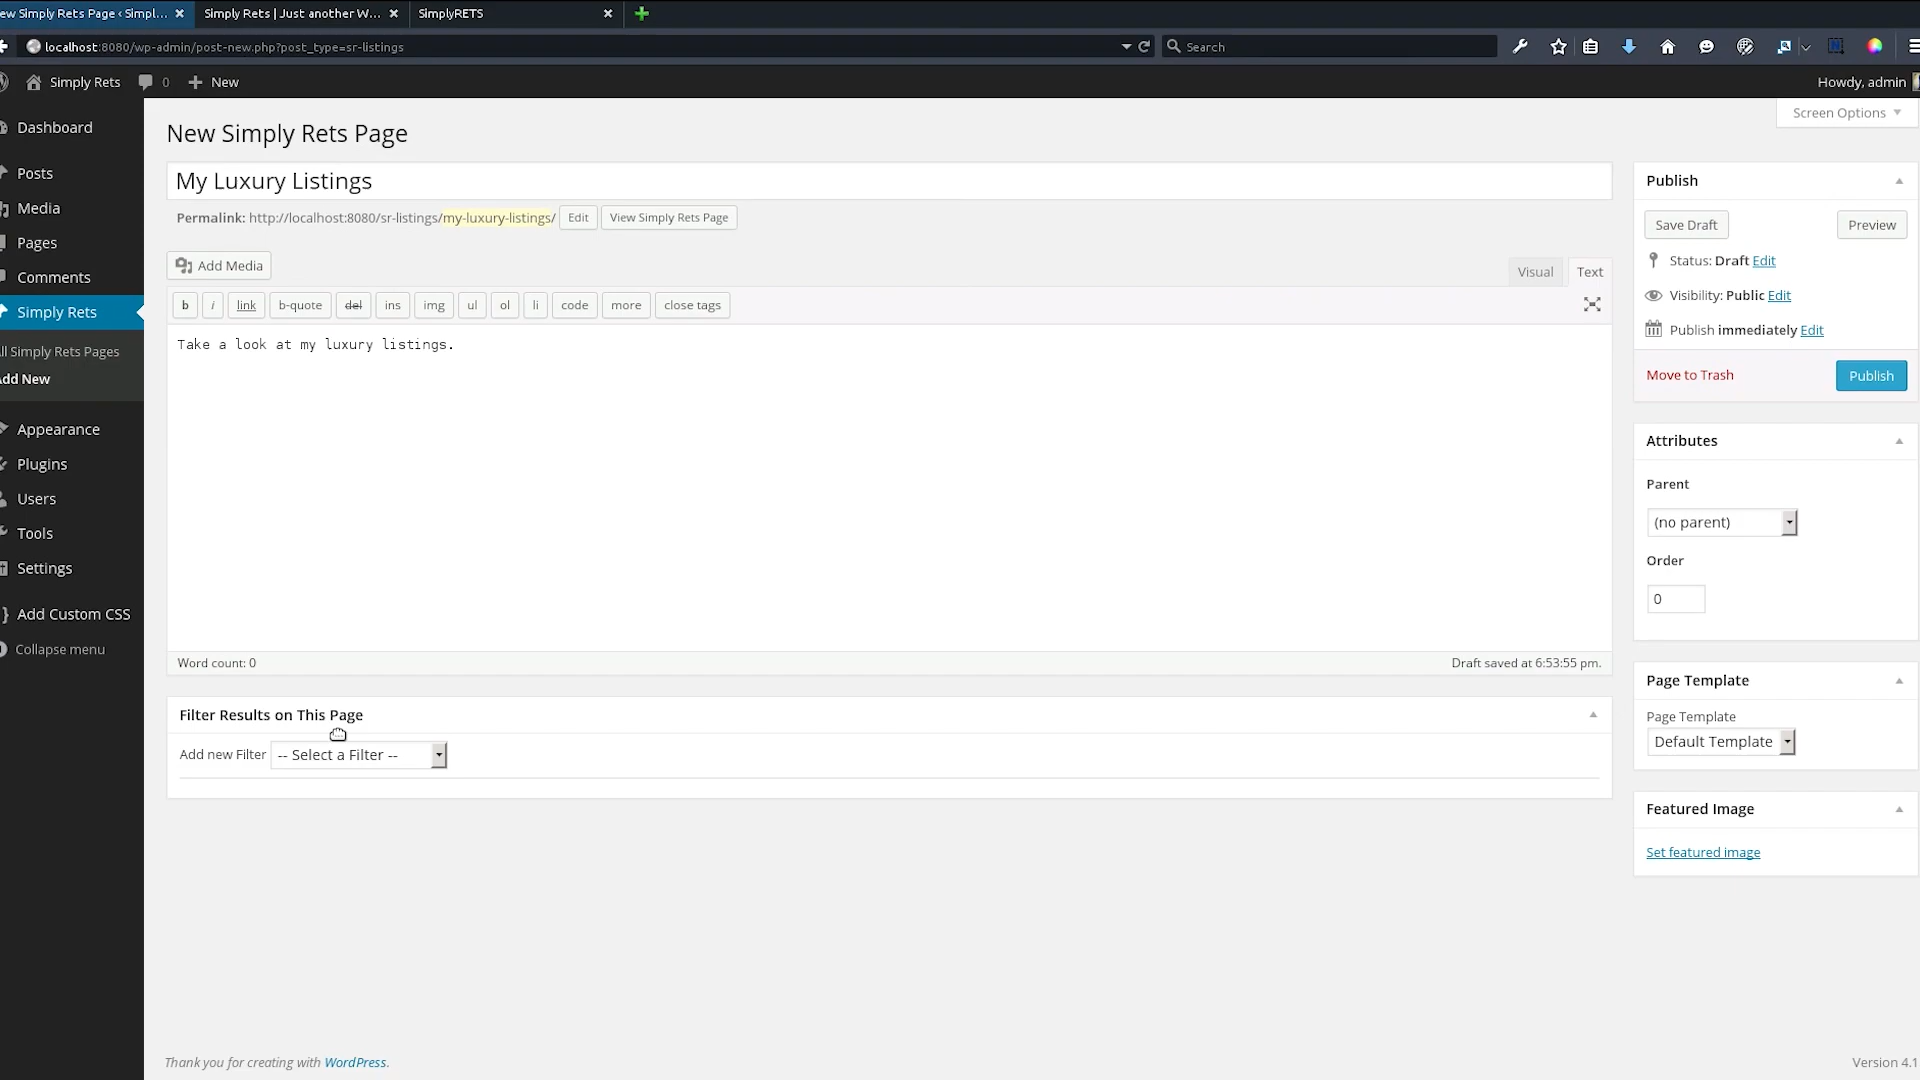 ew Simply Rets Page ‹ Simpl...
Simply Rets | Just another W...
SimplyRETS
localhost:8080/wp-admin/post-new.php?post_type=sr-listings
Search
Simply Rets
0
New
Howdy, admin
Screen Options
Dashboard
Posts
Media
Pages
Comments
Simply Rets
ll Simply Rets Pages
dd New
Appearance
Plugins
Users
Tools
Settings
Add Custom CSS
Collapse menu
New Simply Rets Page
My Luxury Listings
Permalink: http://localhost:8080/sr-listings/my-luxury-listings/ Edit View Simply Rets Page
Add Media
Visual Text
b i link b-quote del ins img ul ol li code more close tags
Take a look at my luxury listings.
Word count: 0
Draft saved at 6:53:55 pm.
Filter Results on This Page
Add new Filter -- Select a Filter --
Publish
Save Draft Preview
Status: Draft Edit
Visibility: Public Edit
Publish immediately Edit
Move to Trash Publish
Attributes
Parent
(no parent)
Order
0
Page Template
Page Template
Default Template
Featured Image
Set featured image
Thank you for creating with WordPress.
Version 4.1